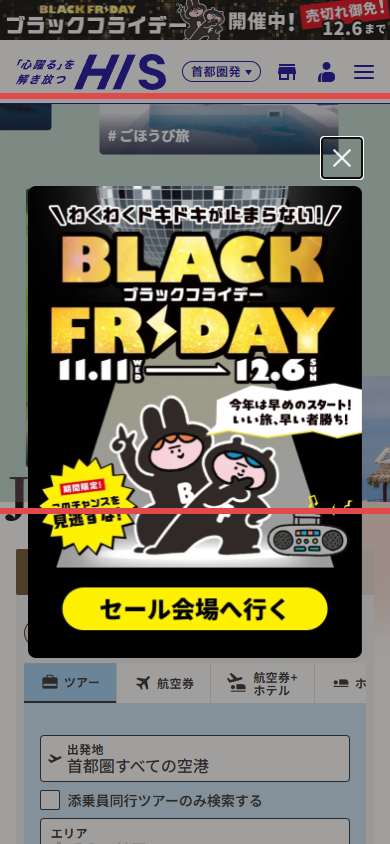 BLACK FRIDAY
ブラックフライデー 開催中!
売切れ御免!
12.6まで
「心躍る」を
解き放つ
HIS
首都圏発
# ごほうび旅
わくわくドキドキが止まらない!
BLACK
ブラックフライデー
FRIDAY
11.11 WED 12.6 SUN
今年は早めのスタート!
いい旅、早い者勝ち!
期間限定!
このチャンスを
見逃すな!
B
F
セール会場へ行く
ツアー
航空券
航空券+
ホテル
ホ
出発地
首都圏すべての空港
添乗員同行ツアーのみ検索する
エリア